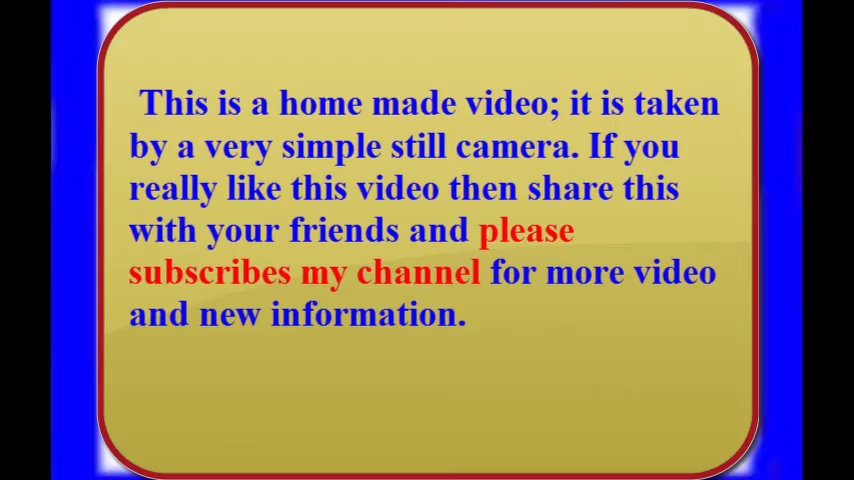 This is a home made video; it is taken
by a very simple still camera. If you
really like this video then share this
with your friends and please
subscribes my channel for more video
and new information.